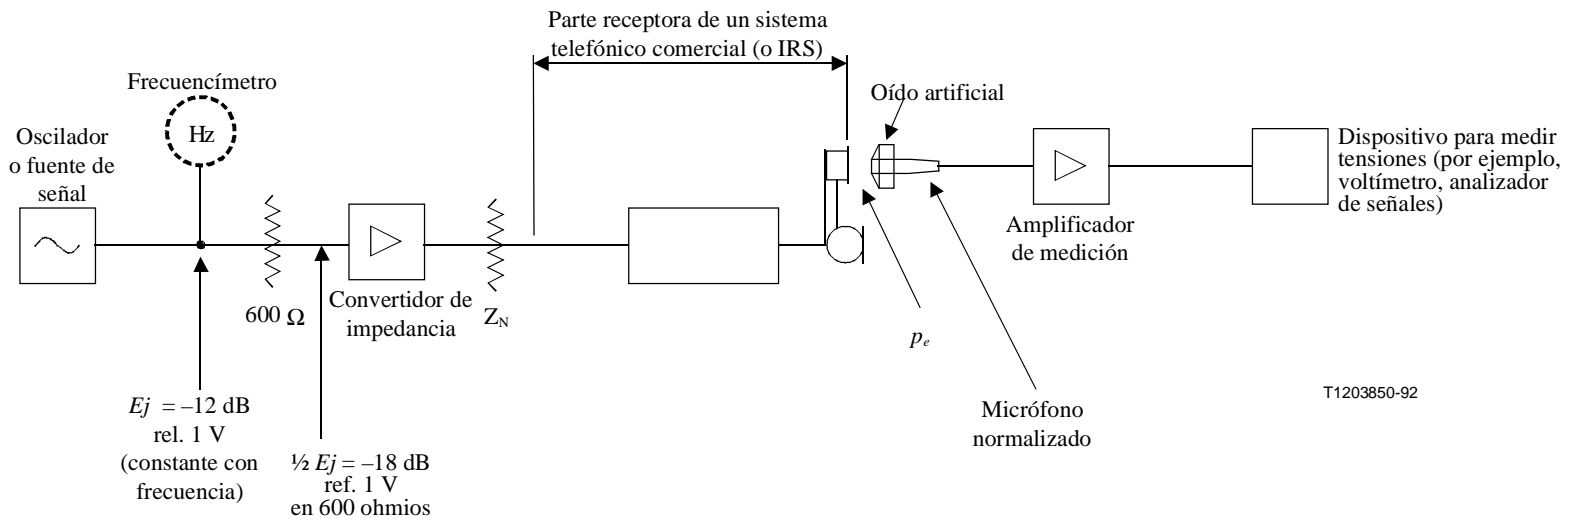 Parte receptora de un sistema
telefónico comercial (o IRS)
Frecuencímetro
Hz
Oscilador
o fuente de
señal
Oído artificial
Dispositivo para medir
tensiones (por ejemplo,
voltímetro, analizador
de señales)
Amplificador
de medición
600 Ω
Convertidor de
impedancia
Z_N
p_e
Micrófono
normalizado
T1203850-92
Ej = –12 dB
rel. 1 V
(constante con
frecuencia)
½ Ej = –18 dB
ref. 1 V
en 600 ohmios